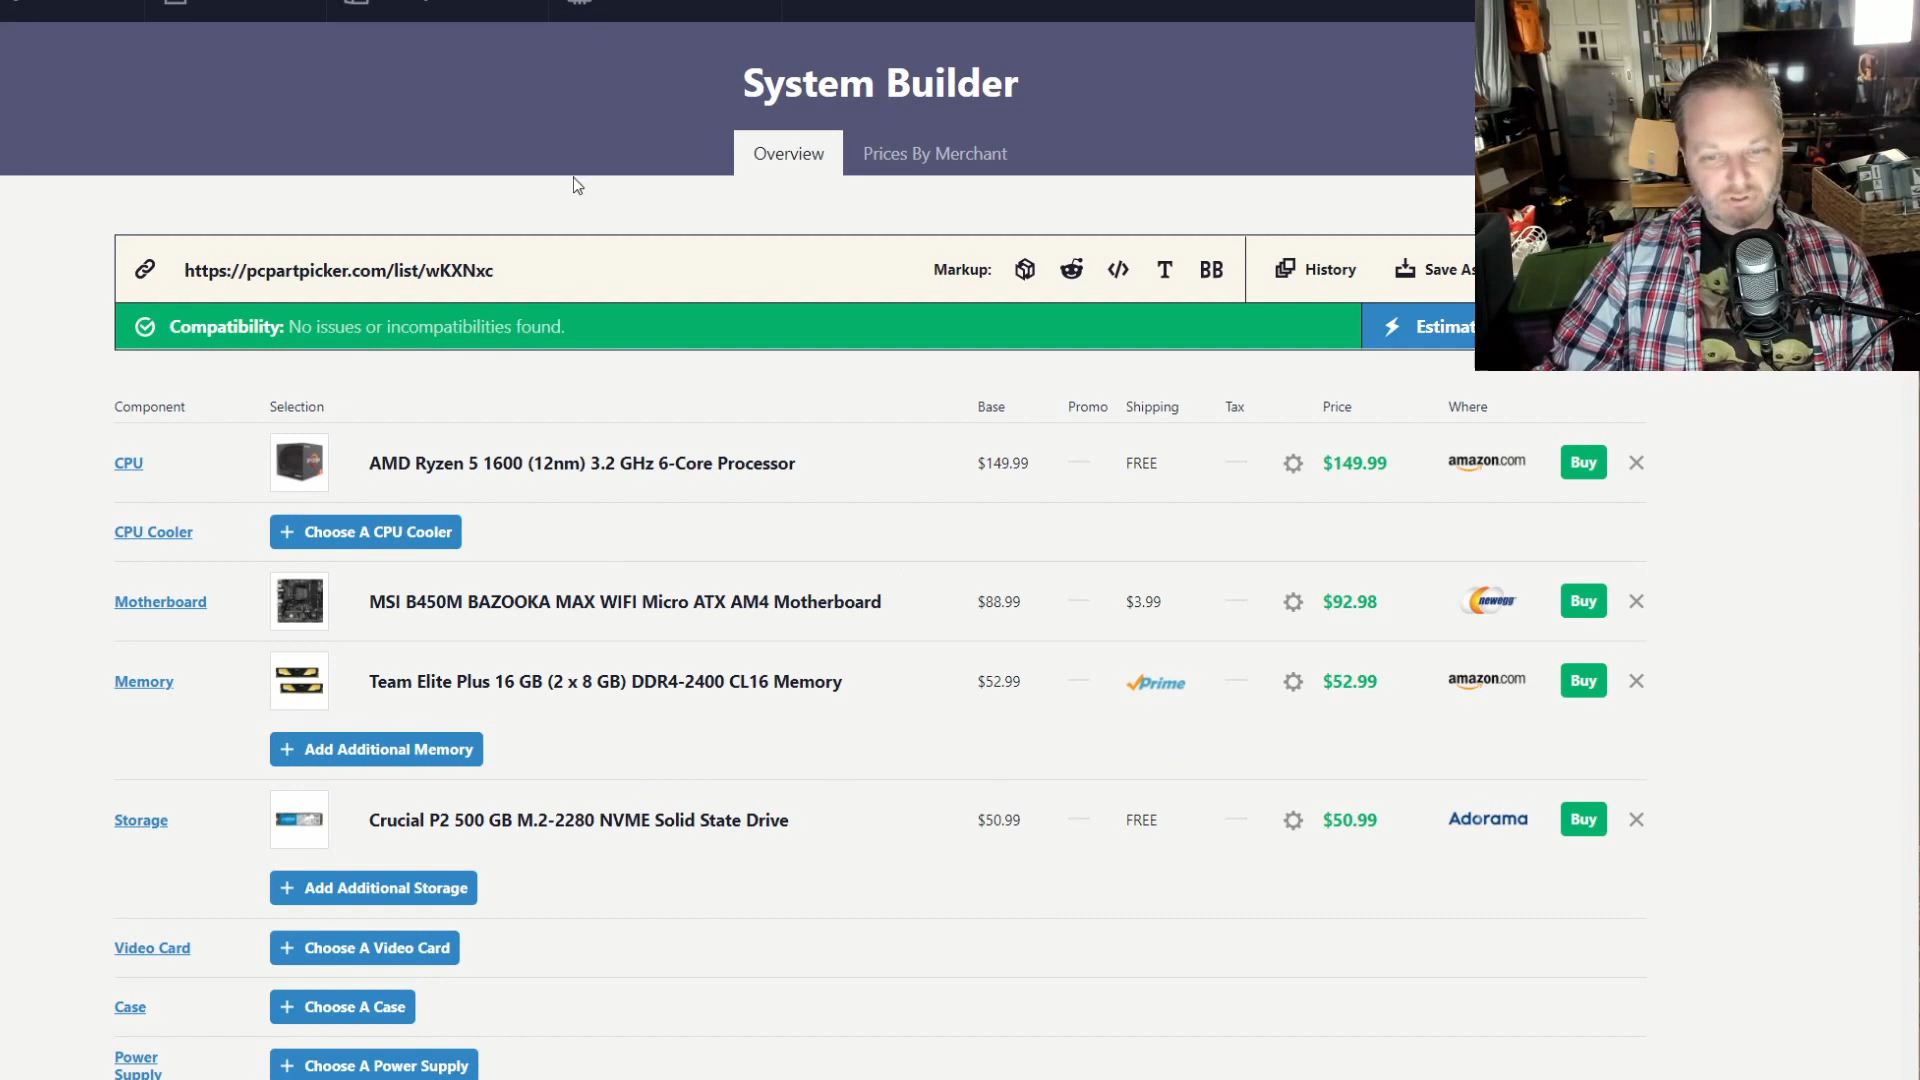 System Builder
Overview
Prices By Merchant
https://pcpartpicker.com/list/wKXNxc
Markup:
BB
History
Save As
Compatibility: No issues or incompatibilities found.
Estimat
Component Selection Base Promo Shipping Tax Price Where
CPU AMD Ryzen 5 1600 (12nm) 3.2 GHz 6-Core Processor $149.99 — FREE — $149.99 amazon.com Buy
CPU Cooler + Choose A CPU Cooler
Motherboard MSI B450M BAZOOKA MAX WIFI Micro ATX AM4 Motherboard $88.99 — $3.99 — $92.98 newegg Buy
Memory Team Elite Plus 16 GB (2 x 8 GB) DDR4-2400 CL16 Memory $52.99 — Prime — $52.99 amazon.com Buy
+ Add Additional Memory
Storage Crucial P2 500 GB M.2-2280 NVME Solid State Drive $50.99 — FREE — $50.99 Adorama Buy
+ Add Additional Storage
Video Card + Choose A Video Card
Case + Choose A Case
Power
Supply
+ Choose A Power Supply